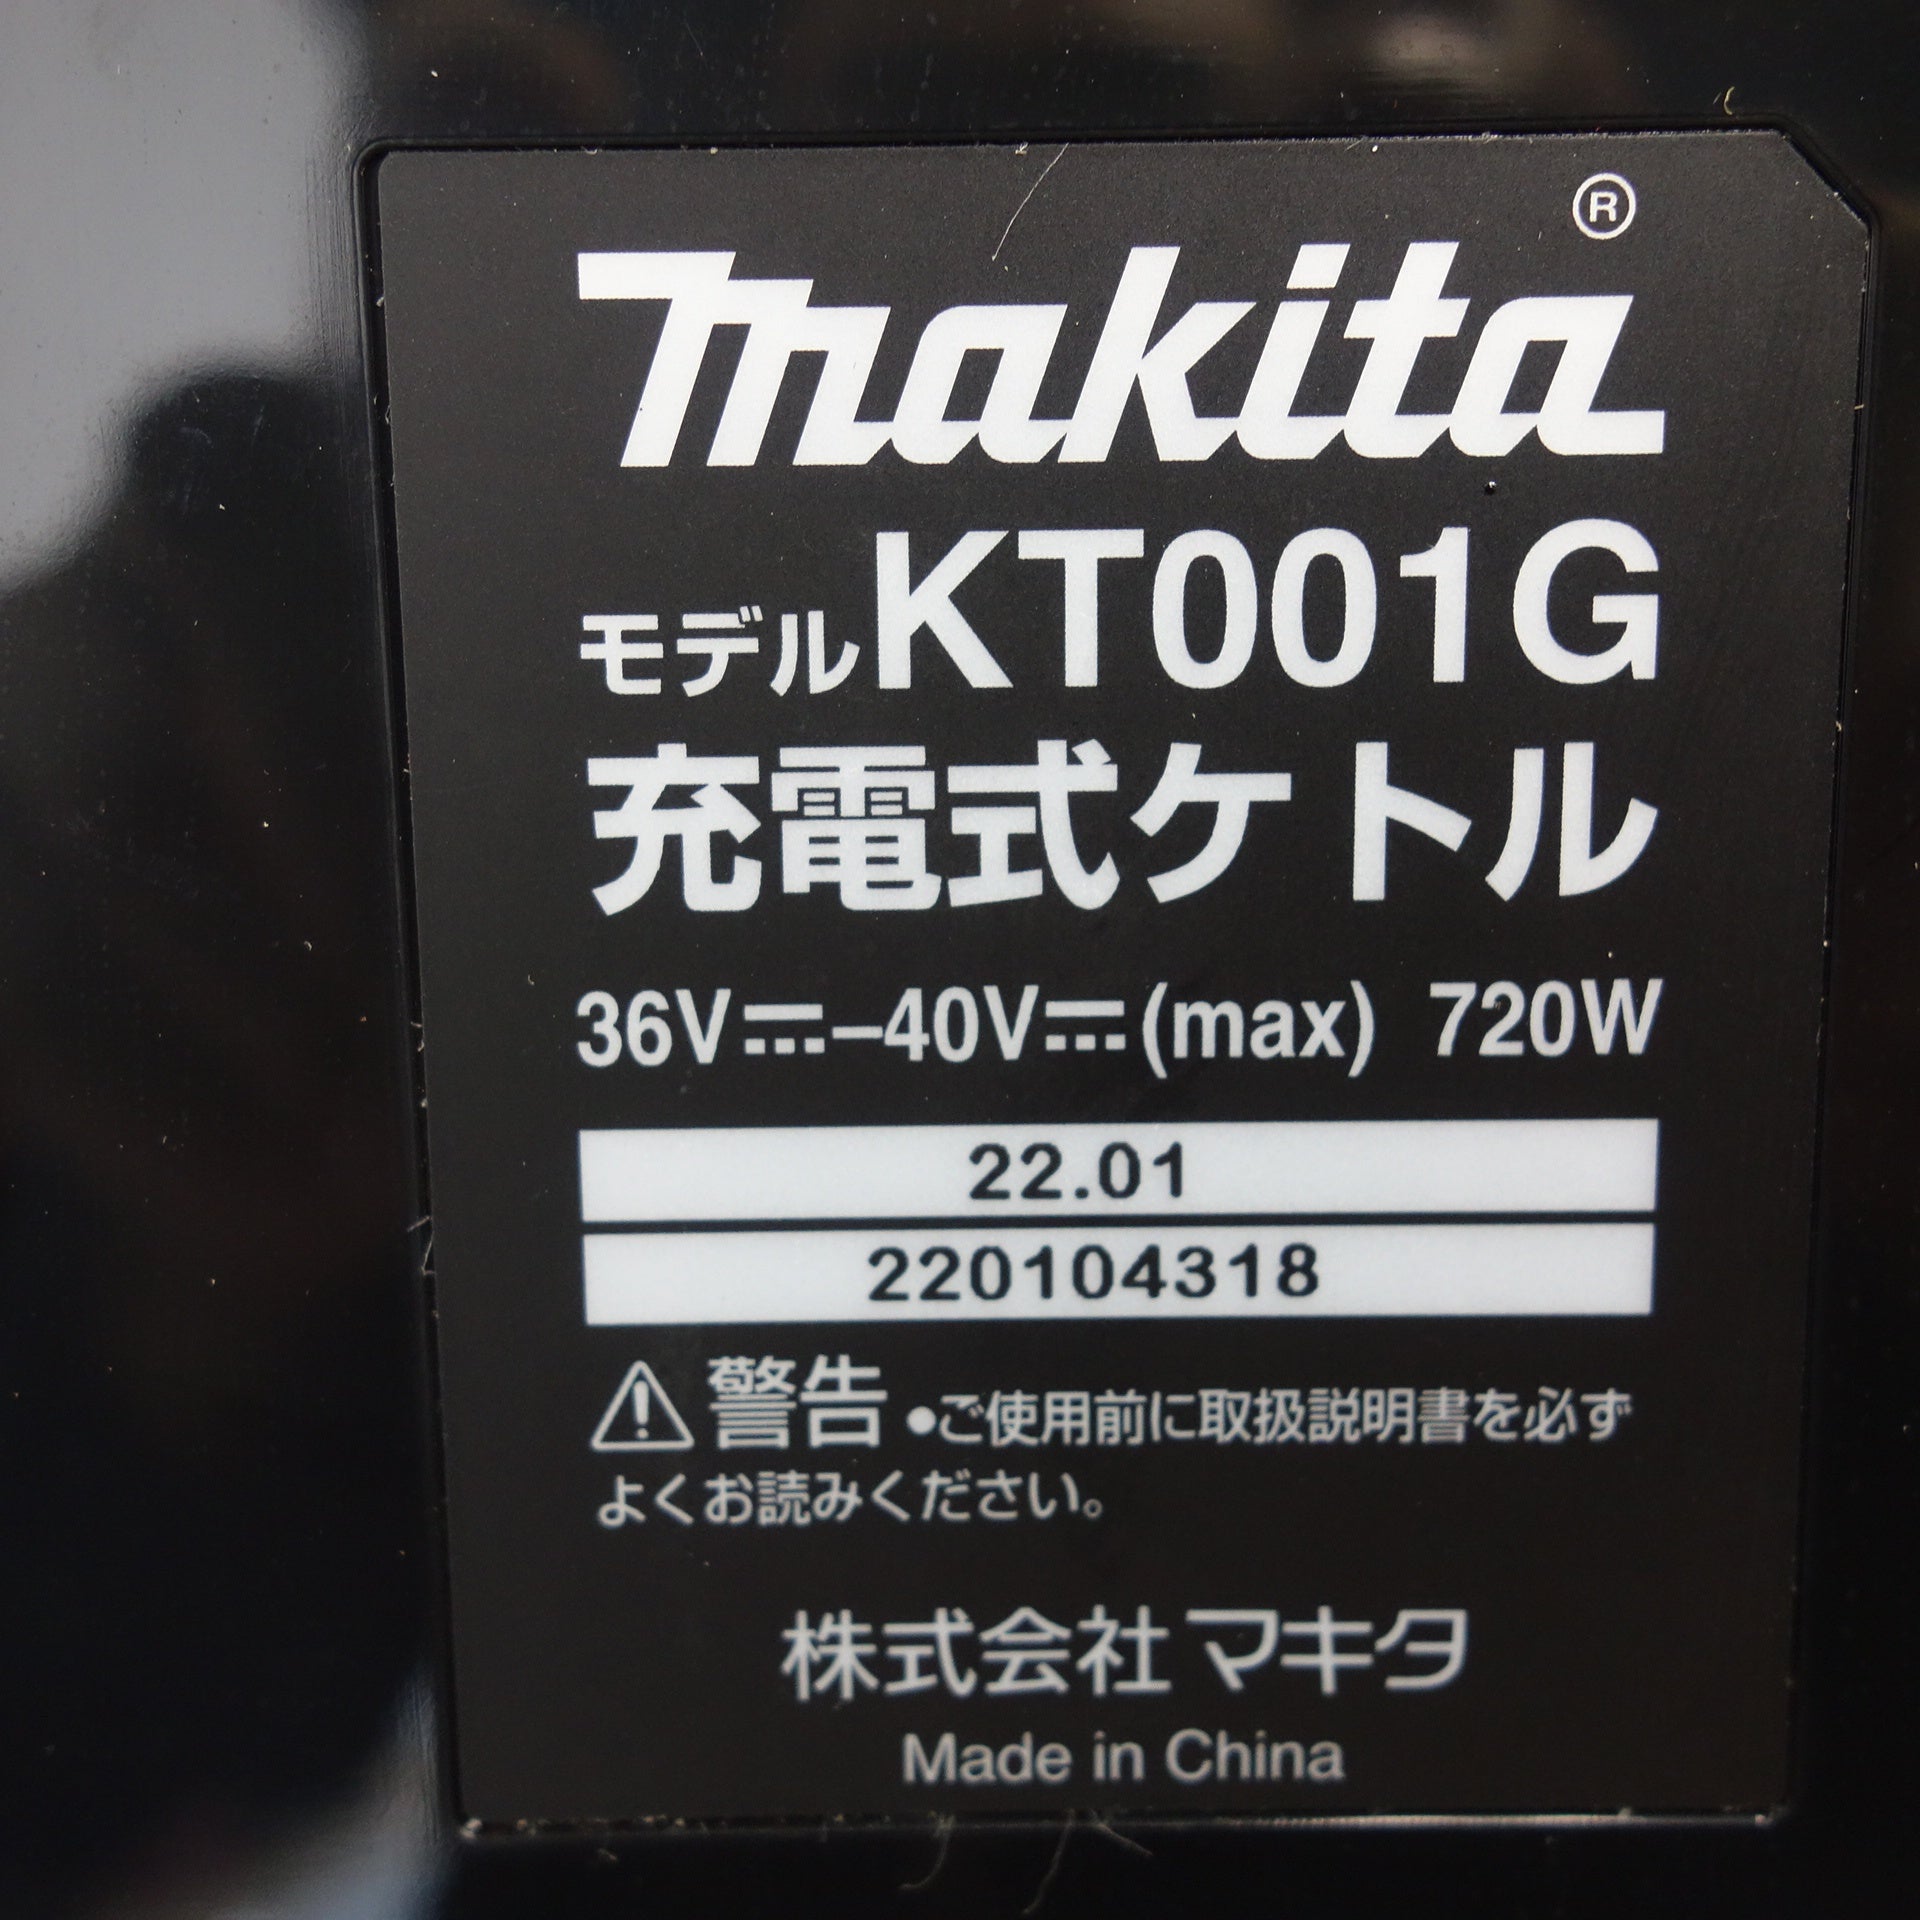 makita®
モデルKT001G
充電式ケトル
36V⎓–40V⎓(max) 720W
22.01
220104318
⚠警告 ●ご使用前に取扱説明書を必ず
よくお読みください。
株式会社マキタ
Made in China